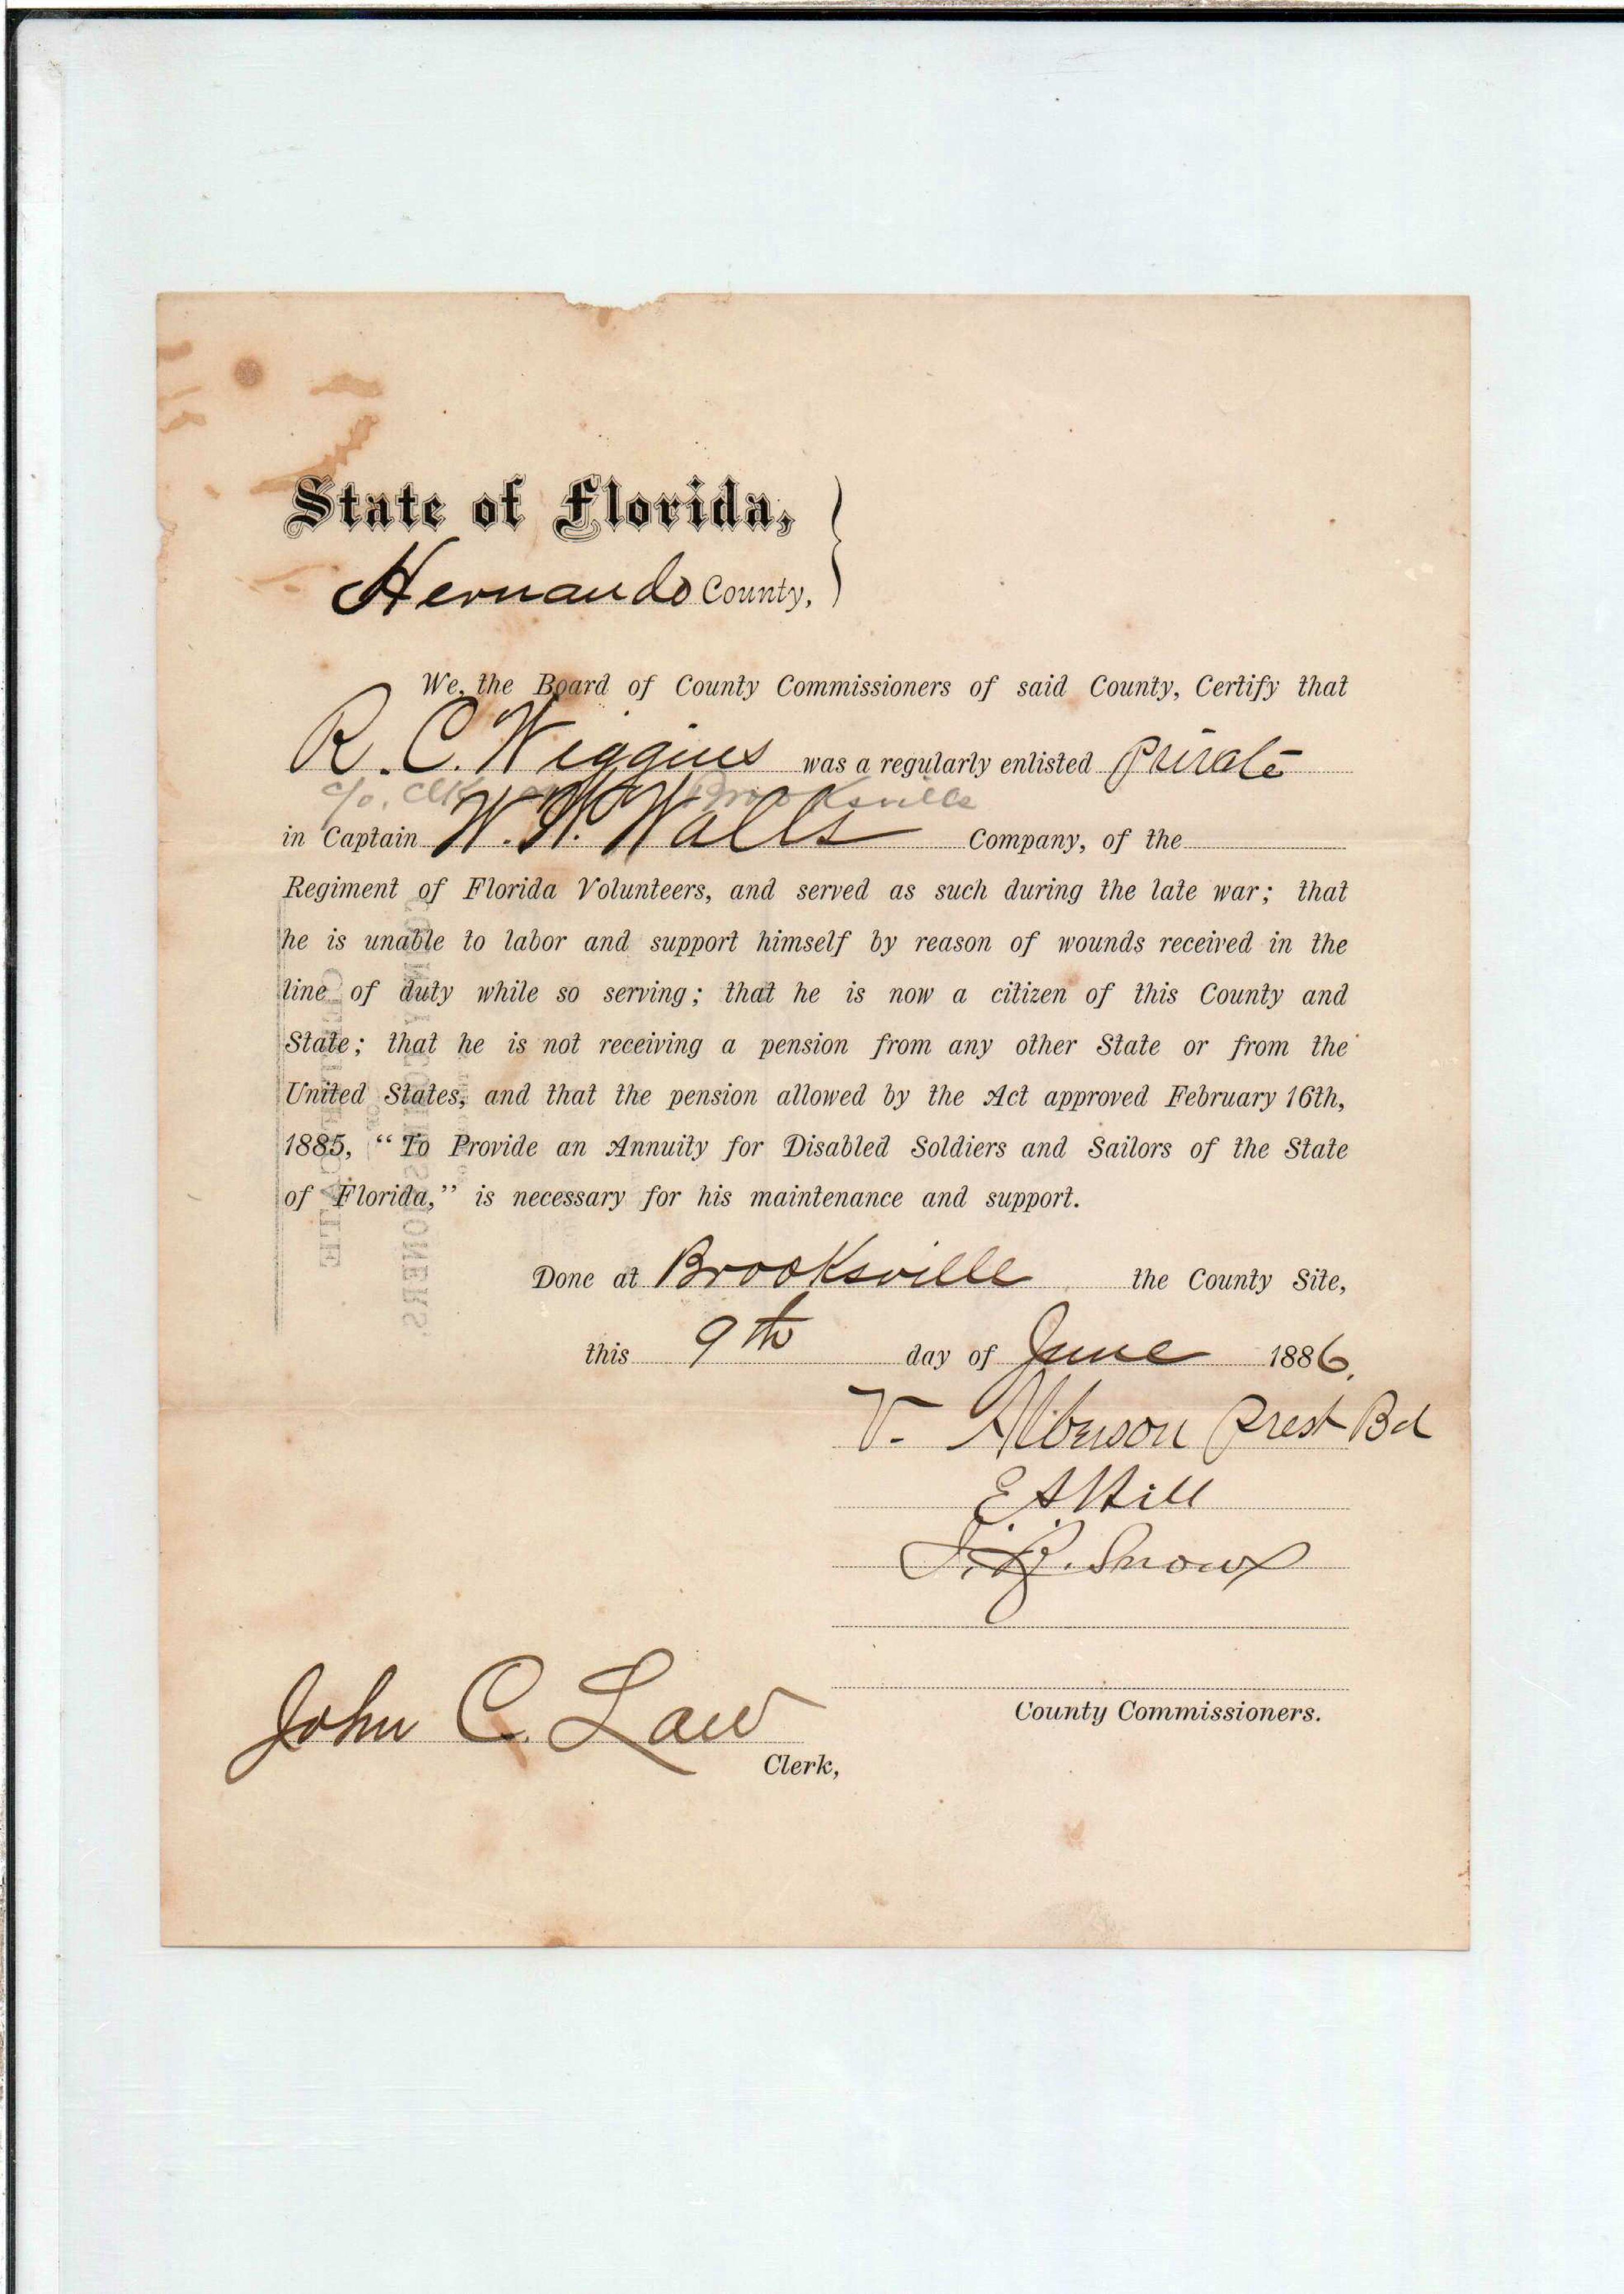 State of Florida,
Hernando County,
We, the Board of County Commissioners of said County, Certify that
R. C. Wiggins was a regularly enlisted Private
c/o. Clk Brooksville
in Captain W. W. Walls Company, of the
Regiment of Florida Volunteers, and served as such during the late war; that
he is unable to labor and support himself by reason of wounds received in the
line of duty while so serving; that he is now a citizen of this County and
State; that he is not receiving a pension from any other State or from the
United States, and that the pension allowed by the Act approved February 16th,
1885, “To Provide an Annuity for Disabled Soldiers and Sailors of the State
of Florida,” is necessary for his maintenance and support.
Done at Brooksville the County Site,
this 9th day of June 1886.
V. Alberson Prest Bd
E A Hill
Snow
County Commissioners.
John C. Law
Clerk,